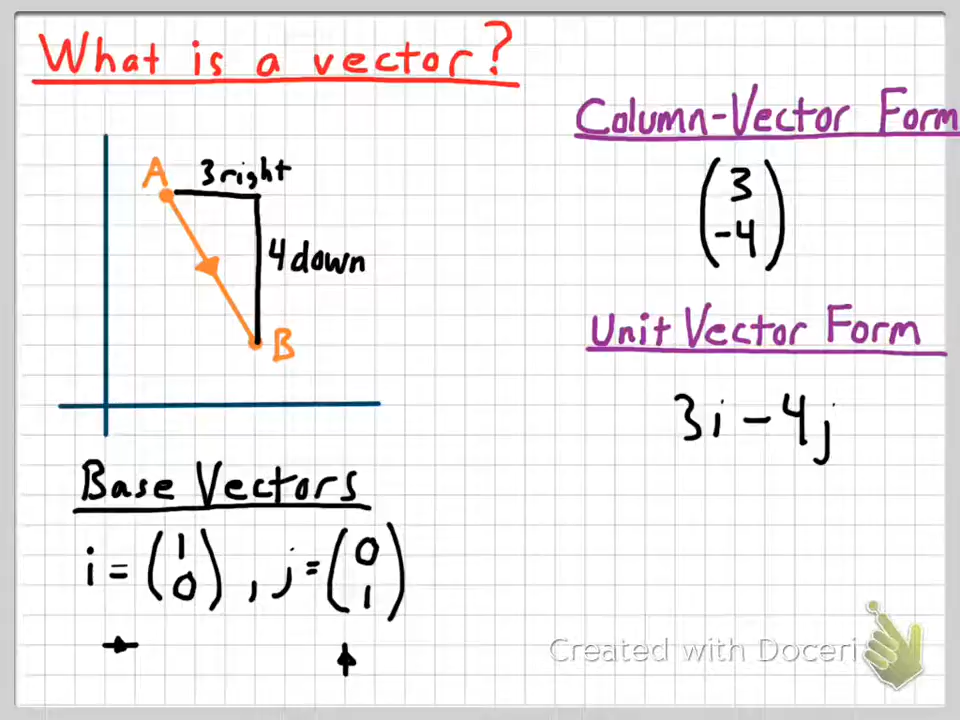 What is a vector?
A
3 right
4 down
B
Column-Vector Form
(3
-4)
Unit Vector Form
3i - 4j
Base Vectors
i = (1
0), j = (0
1)
Created with Doceri